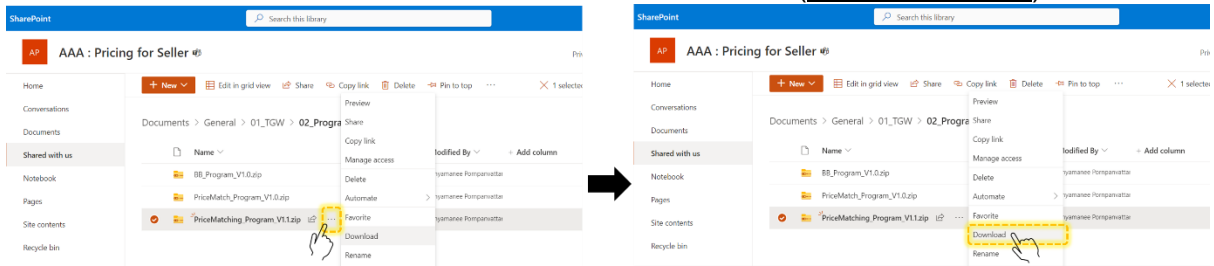 SharePoint
Search this library
AP AAA : Pricing for Seller
Home
Conversations
Documents
Shared with us
Notebook
Pages
Site contents
Recycle bin
+ New Edit in grid view Share Copy link Delete Pin to top ... 1 selected
Documents > General > 01_TGW > 02_Progra
Name Modified By + Add column
BB_Program_V1.0.zip
PriceMatch_Program_V1.0.zip
PriceMatching_Program_V1.1.zip
Preview
Share
Copy link
Manage access
Delete
Automate
Favorite
Download
Rename
SharePoint
Search this library
AP AAA : Pricing for Seller
Home
Conversations
Documents
Shared with us
Notebook
Pages
Site contents
Recycle bin
+ New Edit in grid view Share Copy link Delete Pin to top ... 1 selected
Documents > General > 01_TGW > 02_Progra
Name Modified By + Add column
BB_Program_V1.0.zip
PriceMatch_Program_V1.0.zip
PriceMatching_Program_V1.1.zip
Preview
Share
Copy link
Manage access
Delete
Automate
Favorite
Download
Rename